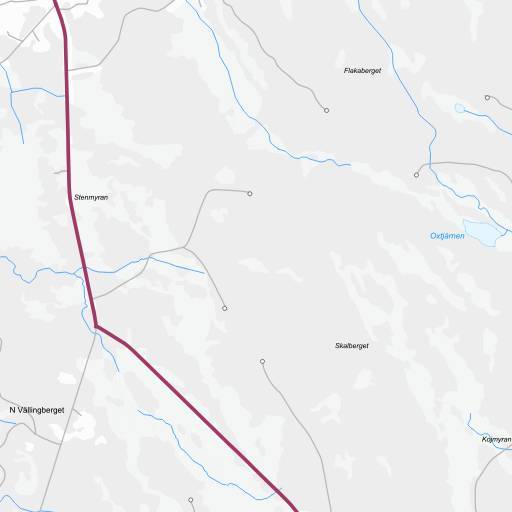 Flakaberget
Stenmyran
Oxtjärnen
Skalberget
N Vällingberget
Kojmyran